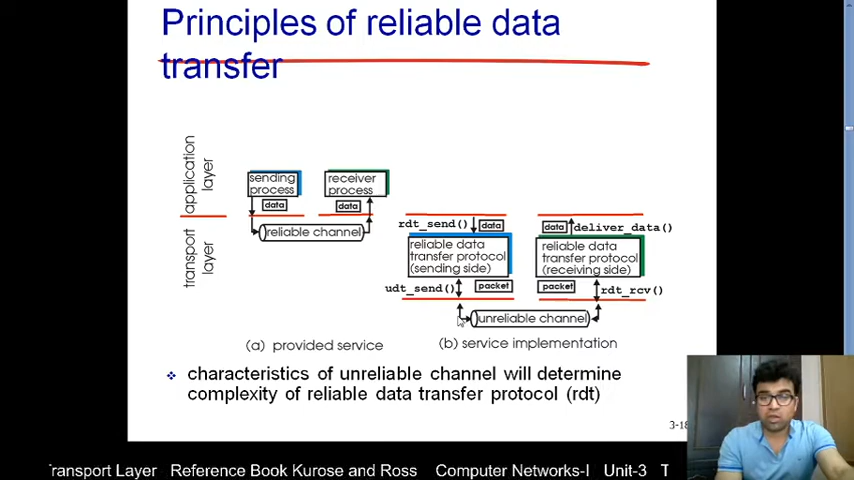 Principles of reliable data
transfer
application
layer
transport
layer
sending
process
receiver
process
data
data
reliable channel
rdt_send()
data
data
deliver_data()
reliable data
transfer protocol
(sending side)
reliable data
transfer protocol
(receiving side)
udt_send()
packet
packet
rdt_rcv()
unreliable channel
(a) provided service
(b) service implementation
❖ characteristics of unreliable channel will determine
complexity of reliable data transfer protocol (rdt)
3-18
Transport Layer Reference Book Kurose and Ross Computer Networks-I Unit-3 T